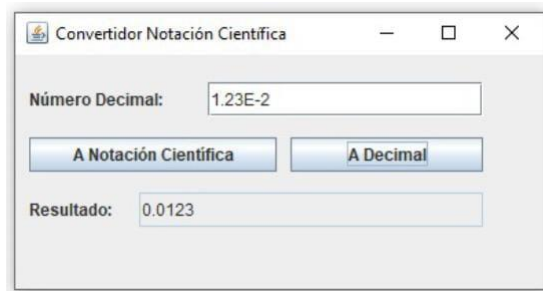 Convertidor Notación Científica
Número Decimal: 1.23E-2
A Notación Científica A Decimal
Resultado: 0.0123